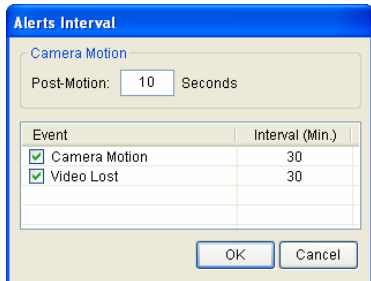 Alerts Interval
Camera Motion
Post-Motion: 10 Seconds
Event Interval (Min.)
Camera Motion 30
Video Lost 30
OK Cancel